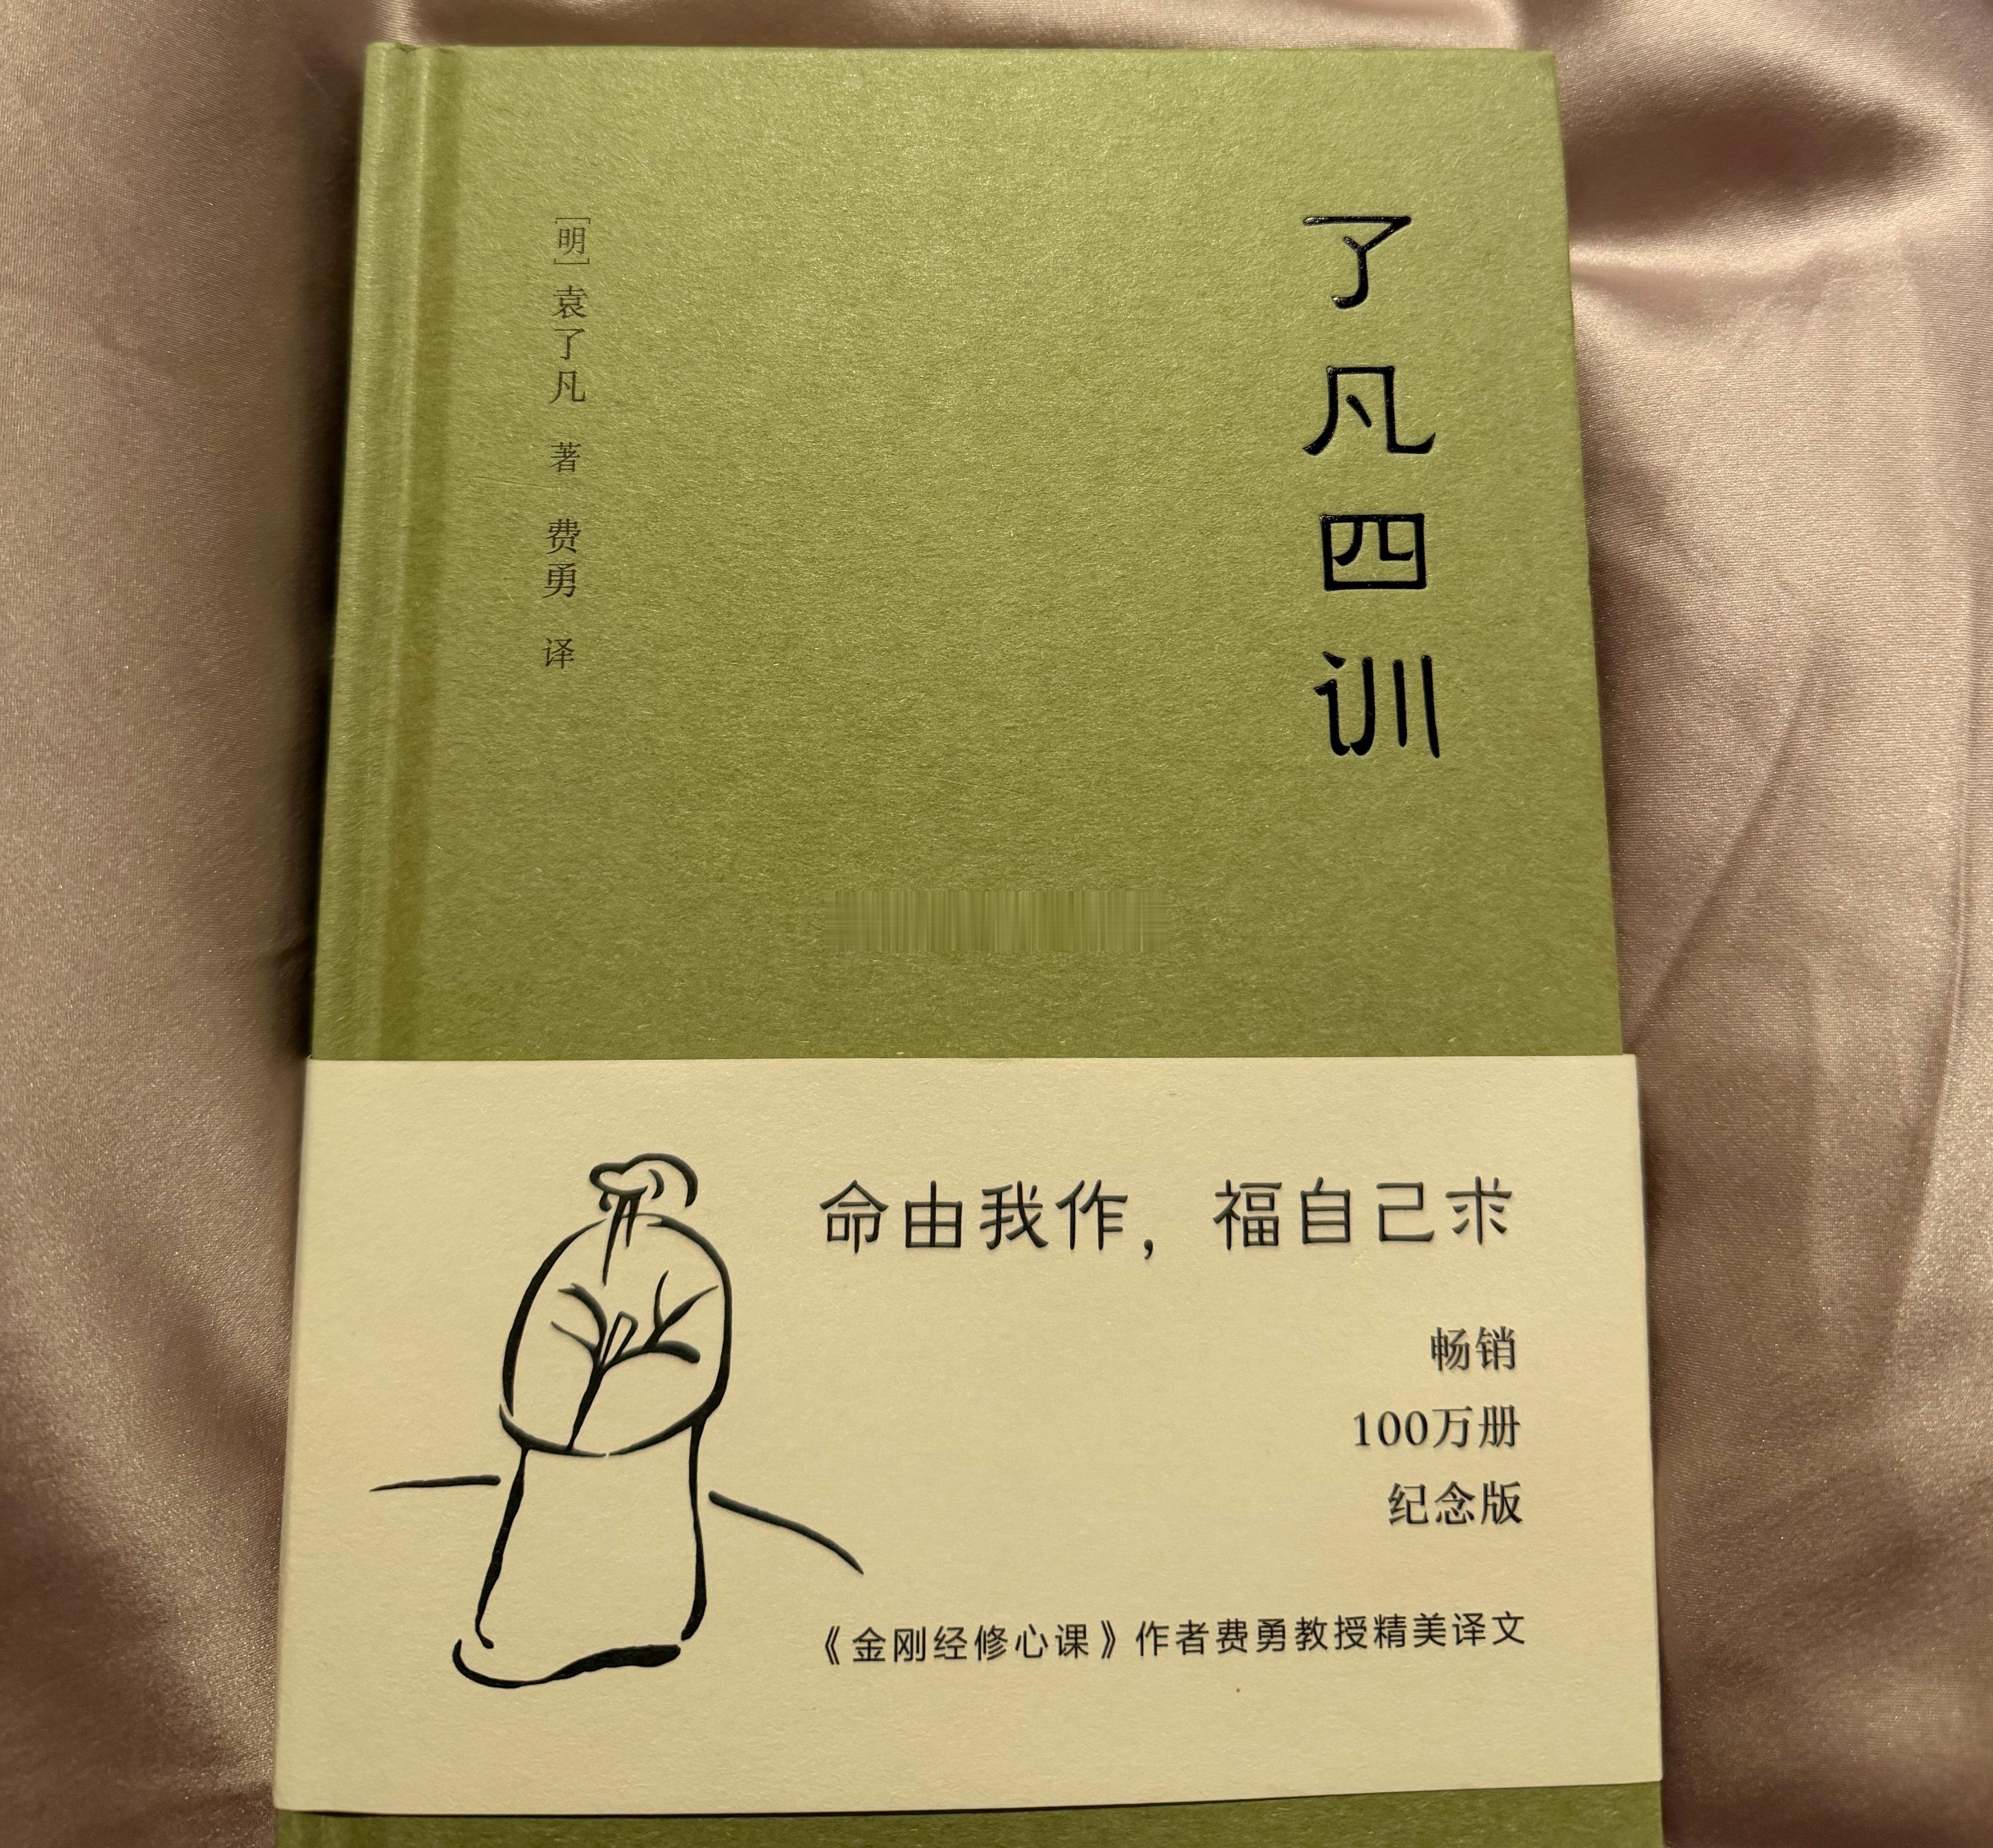 了凡四训
[明]袁了凡 著 费勇 译
命由我作，福自己求
畅销
100万册
纪念版
《金刚经修心课》作者费勇教授精美译文